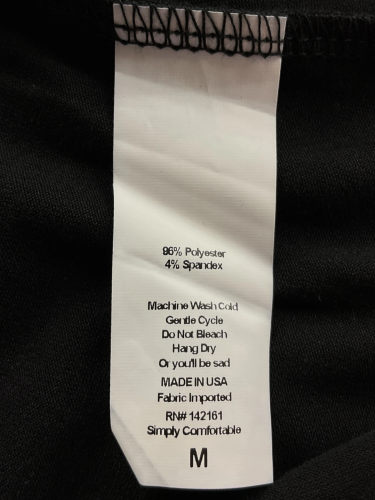 96% Polyester
4% Spandex
Machine Wash Cold
Gentle Cycle
Do Not Bleach
Hang Dry
Or you'll be sad
MADE IN USA
Fabric Imported
RN# 142161
Simply Comfortable
M